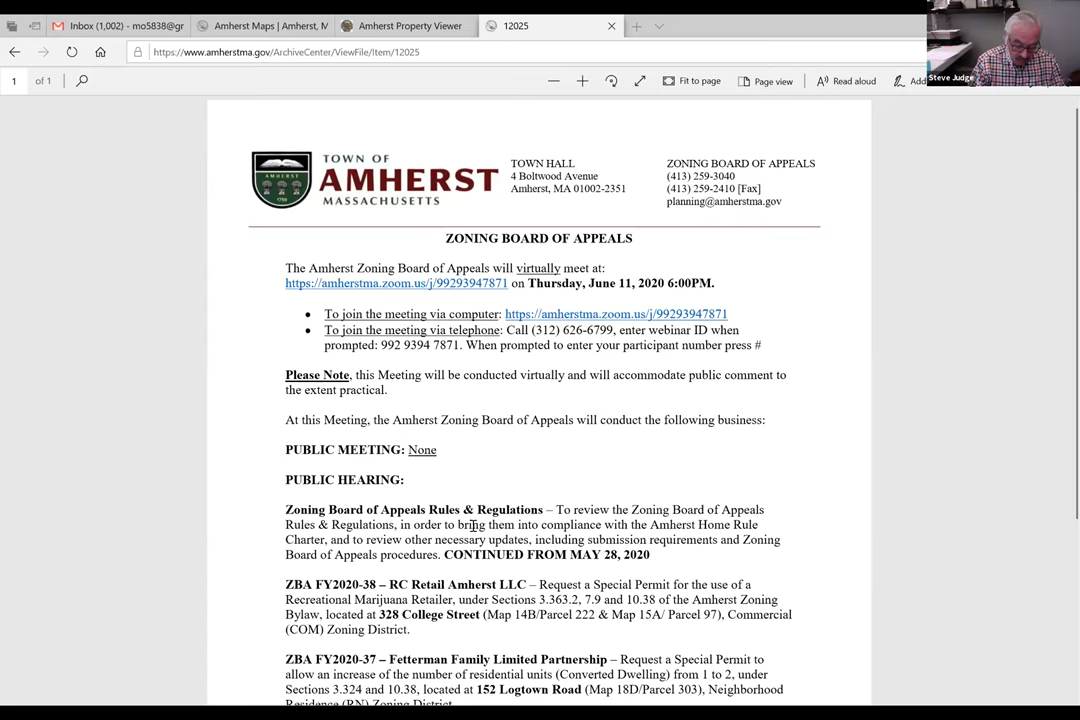 Inbox (1,002) - mo5838@gr
Amherst Maps | Amherst, M
Amherst Property Viewer
12025
https://www.amherstma.gov/ArchiveCenter/ViewFile/Item/12025
1 of 1
Fit to page
Page view
Read aloud
Add
Steve Judge
TOWN OF
AMHERST
MASSACHUSETTS
AMHERST
1759
TOWN HALL
4 Boltwood Avenue
Amherst, MA 01002-2351
ZONING BOARD OF APPEALS
(413) 259-3040
(413) 259-2410 [Fax]
planning@amherstma.gov
ZONING BOARD OF APPEALS
The Amherst Zoning Board of Appeals will virtually meet at:
https://amherstma.zoom.us/j/99293947871 on Thursday, June 11, 2020 6:00PM.
• To join the meeting via computer: https://amherstma.zoom.us/j/99293947871
• To join the meeting via telephone: Call (312) 626-6799, enter webinar ID when
prompted: 992 9394 7871. When prompted to enter your participant number press #
Please Note, this Meeting will be conducted virtually and will accommodate public comment to
the extent practical.
At this Meeting, the Amherst Zoning Board of Appeals will conduct the following business:
PUBLIC MEETING: None
PUBLIC HEARING:
Zoning Board of Appeals Rules & Regulations – To review the Zoning Board of Appeals
Rules & Regulations, in order to bring them into compliance with the Amherst Home Rule
Charter, and to review other necessary updates, including submission requirements and Zoning
Board of Appeals procedures. CONTINUED FROM MAY 28, 2020
ZBA FY2020-38 – RC Retail Amherst LLC – Request a Special Permit for the use of a
Recreational Marijuana Retailer, under Sections 3.363.2, 7.9 and 10.38 of the Amherst Zoning
Bylaw, located at 328 College Street (Map 14B/Parcel 222 & Map 15A/ Parcel 97), Commercial
(COM) Zoning District.
ZBA FY2020-37 – Fetterman Family Limited Partnership – Request a Special Permit to
allow an increase of the number of residential units (Converted Dwelling) from 1 to 2, under
Sections 3.324 and 10.38, located at 152 Logtown Road (Map 18D/Parcel 303), Neighborhood
Residence (RN) Zoning District.